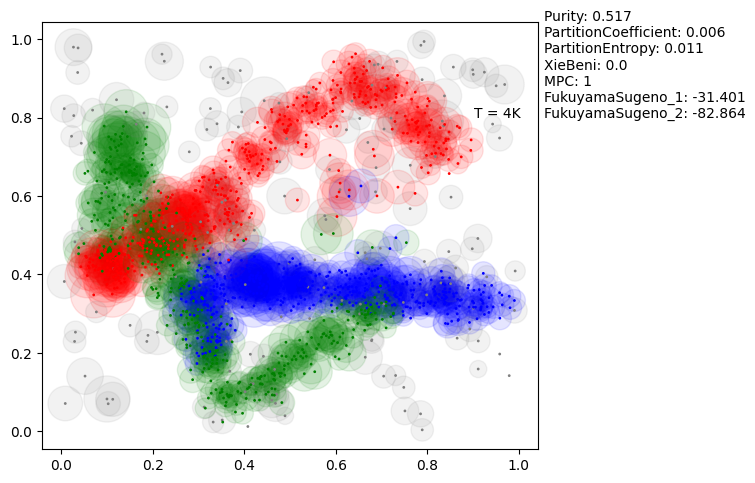 Purity: 0.517
PartitionCoefficient: 0.006
PartitionEntropy: 0.011
XieBeni: 0.0
MPC: 1
FukuyamaSugeno_1: -31.401
FukuyamaSugeno_2: -82.864
T = 4K
1.0
0.8
0.6
0.4
0.2
0.0
0.0 0.2 0.4 0.6 0.8 1.0